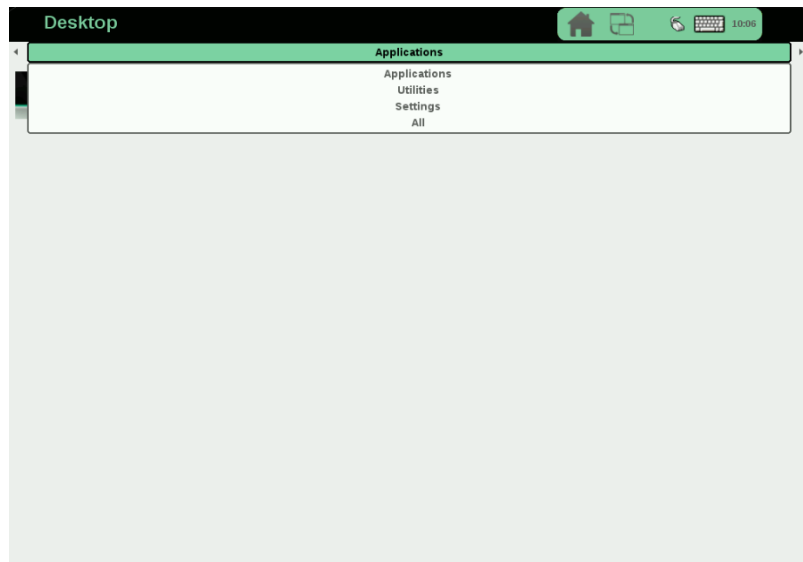 Desktop
10:06
Applications
Applications
Utilities
Settings
All